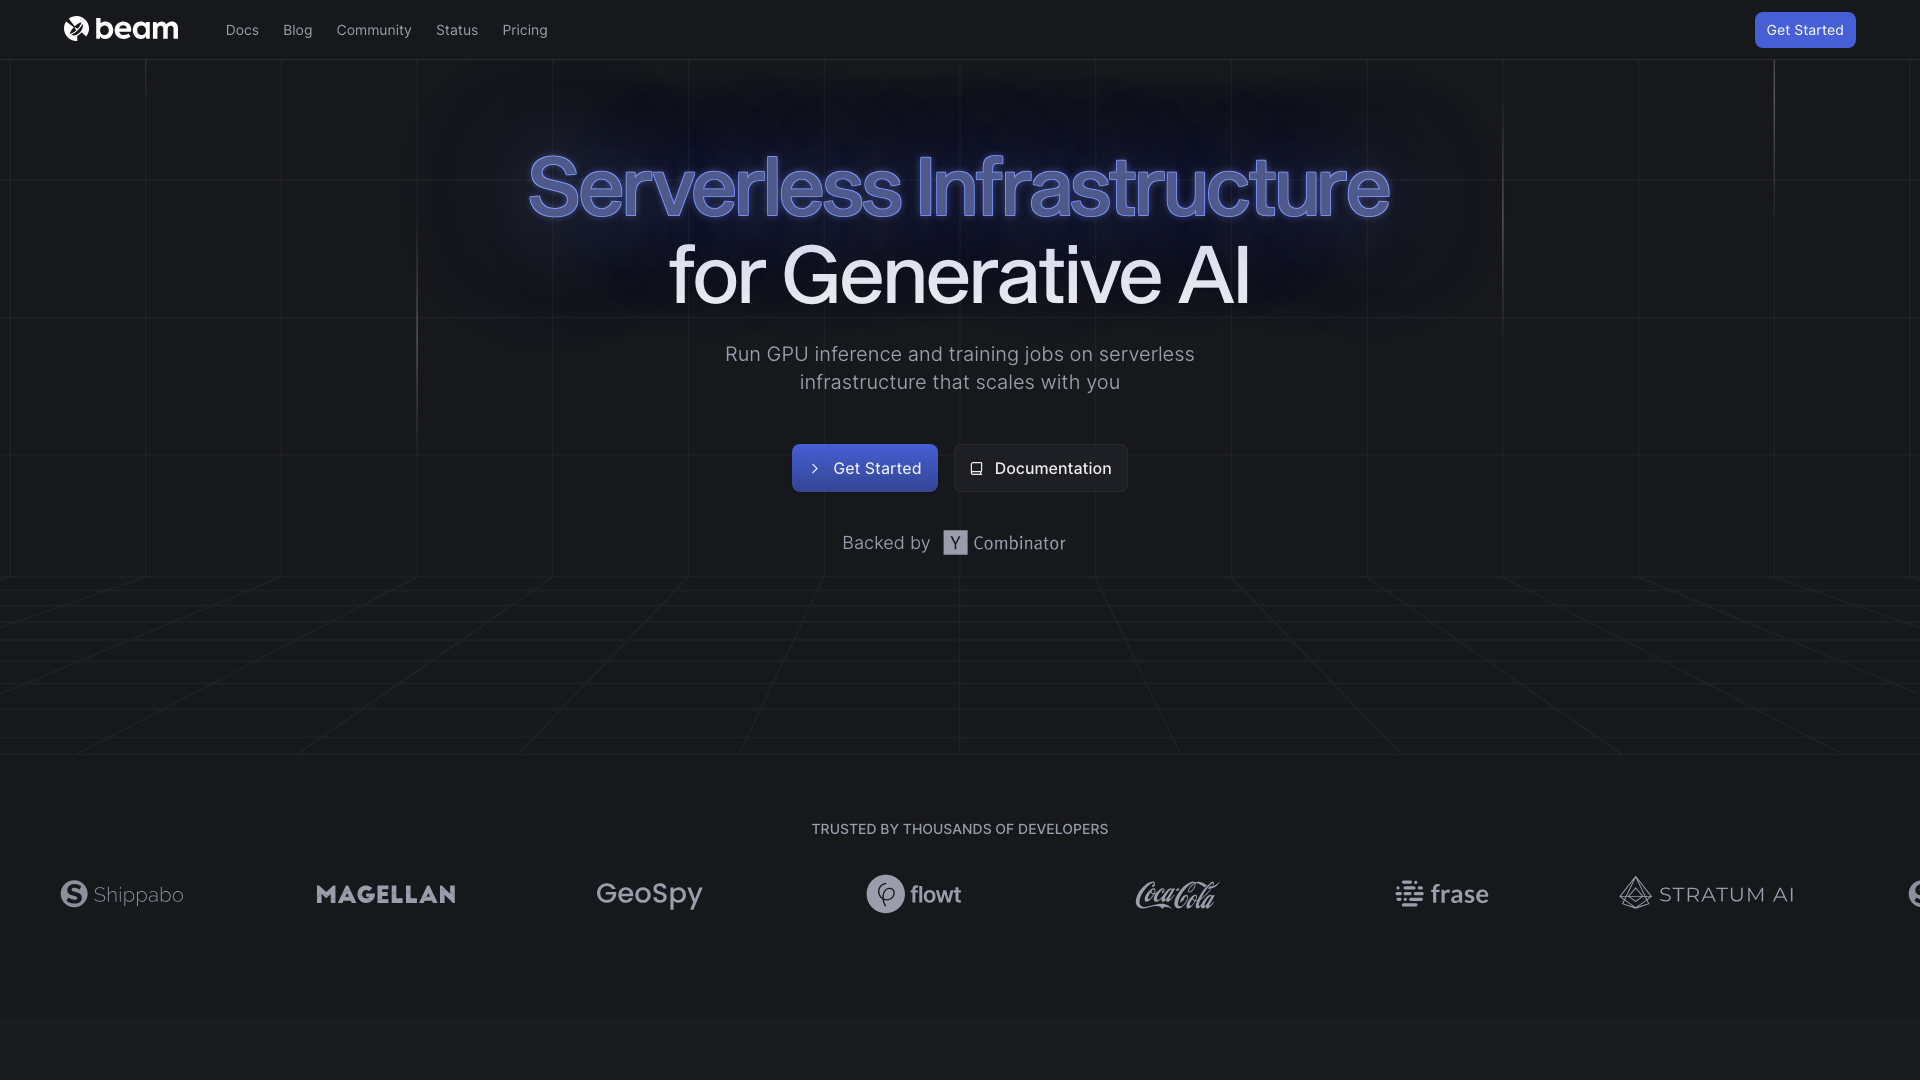 beam
Docs
Blog
Community
Status
Pricing
Get Started
Serverless Infrastructure
for Generative AI
Run GPU inference and training jobs on serverless
infrastructure that scales with you
Get Started
Documentation
Backed by Y Combinator
TRUSTED BY THOUSANDS OF DEVELOPERS
S Shippabo
MAGELLAN
GeoSpy
flowt
Coca-Cola
frase
STRATUM AI